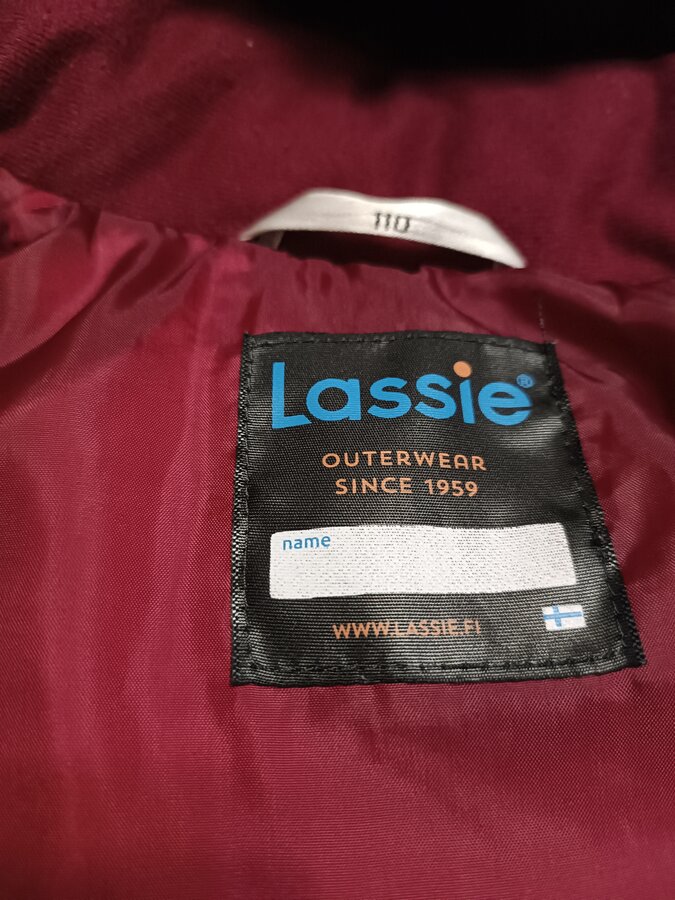 110
Lassie®
OUTERWEAR
SINCE 1959
name
WWW.LASSIE.FI